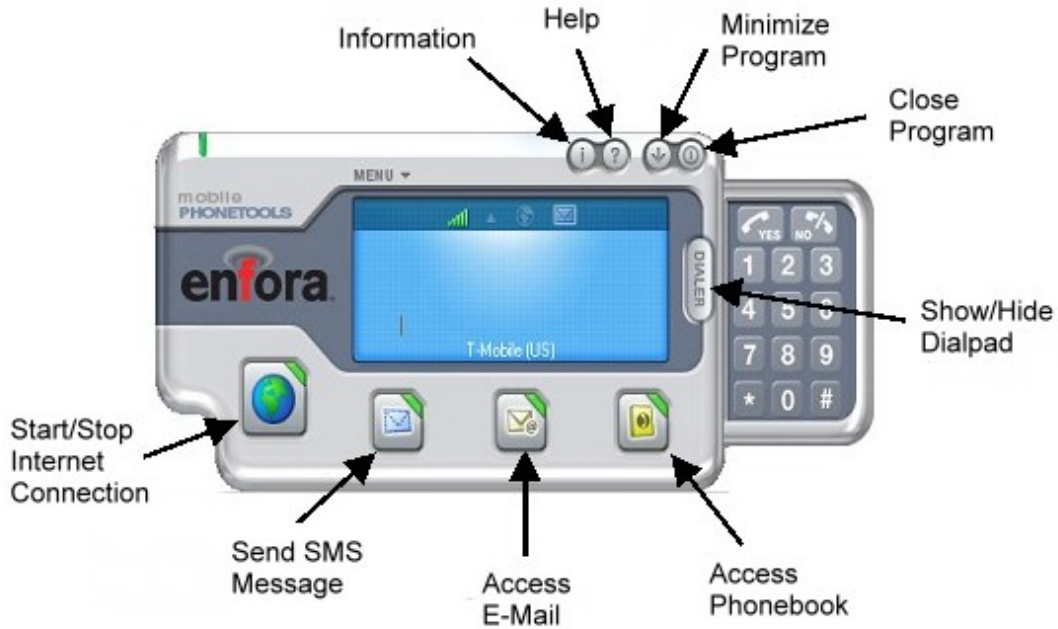 Help
Minimize
Program
Information
Close
Program
i ?
MENU
mobile
PHONETOOLS
YES NO
enfora
DIALER
1 2 3
4 5 6
7 8 9
* 0 #
T-Mobile (US)
Show/Hide
Dialpad
Start/Stop
Internet
Connection
Send SMS
Message
Access
E-Mail
Access
Phonebook